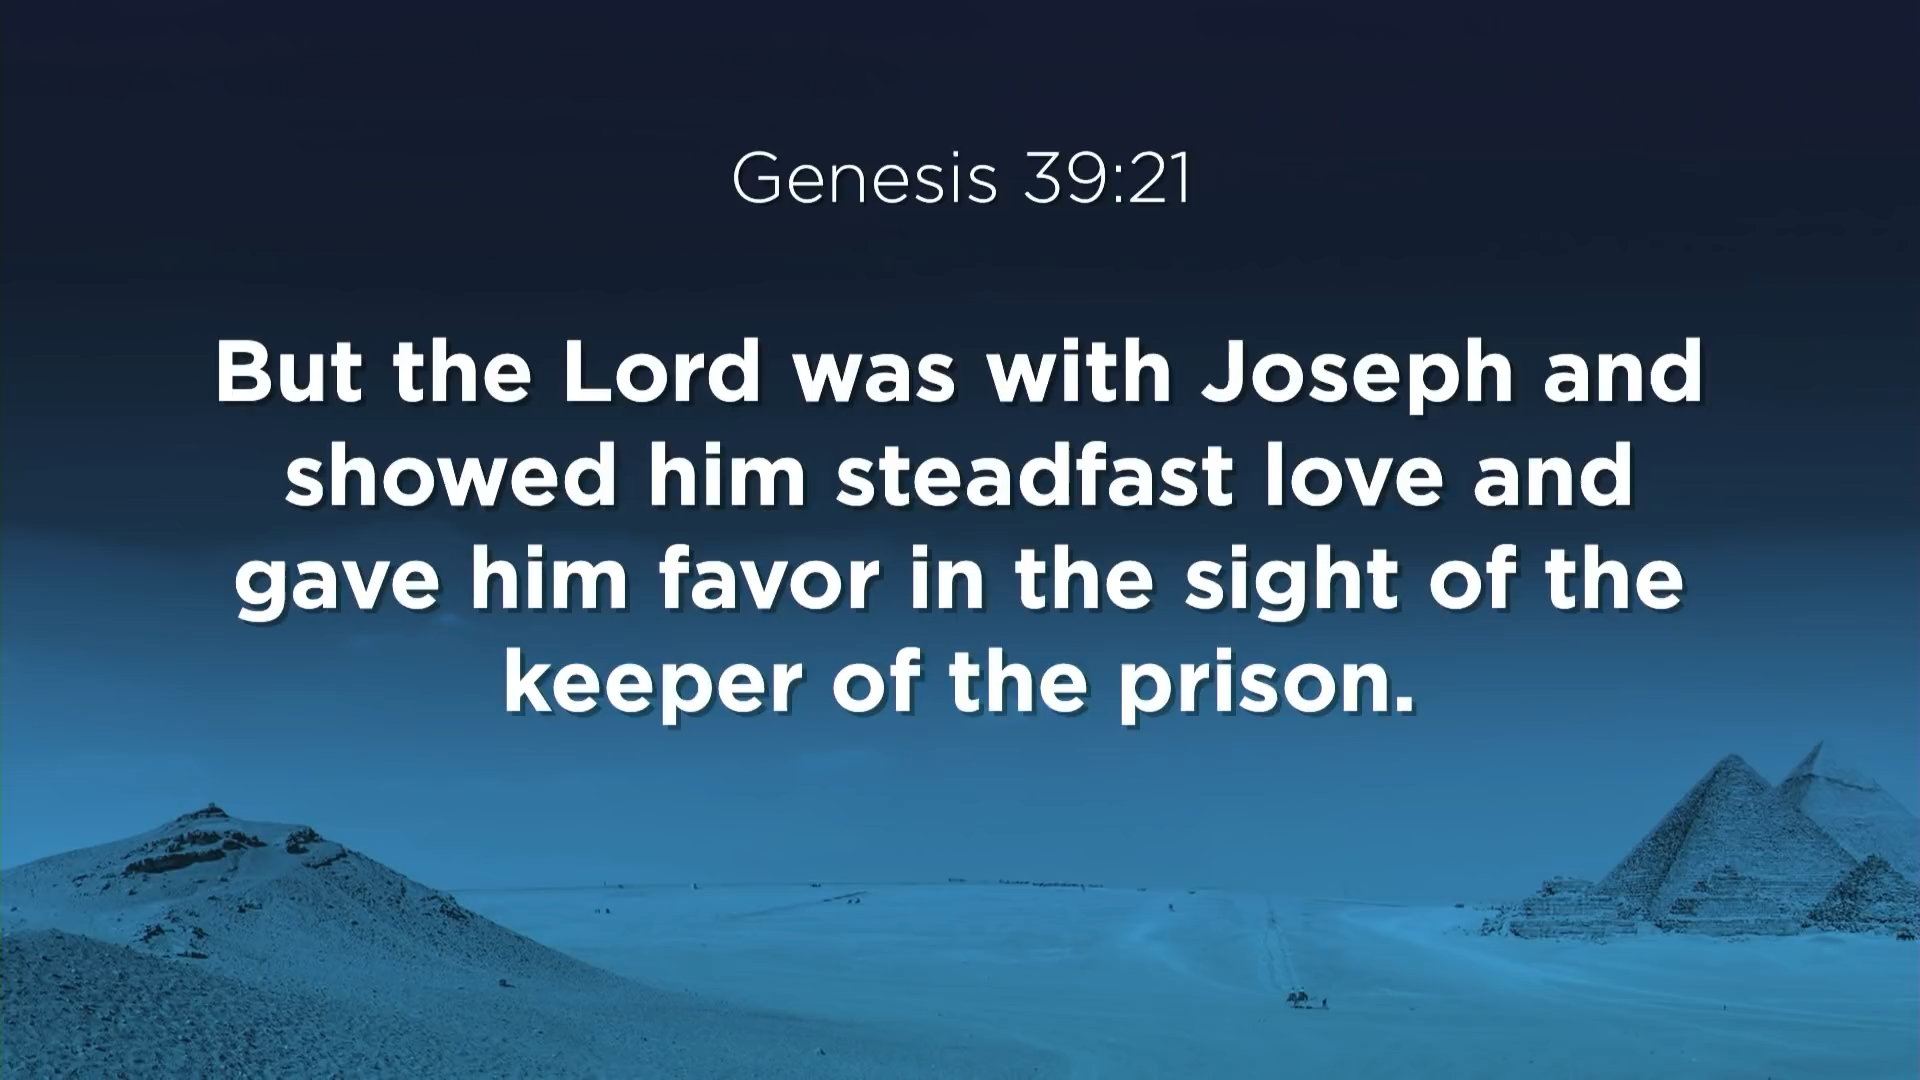 Genesis 39:21
But the Lord was with Joseph and
showed him steadfast love and
gave him favor in the sight of the
keeper of the prison.